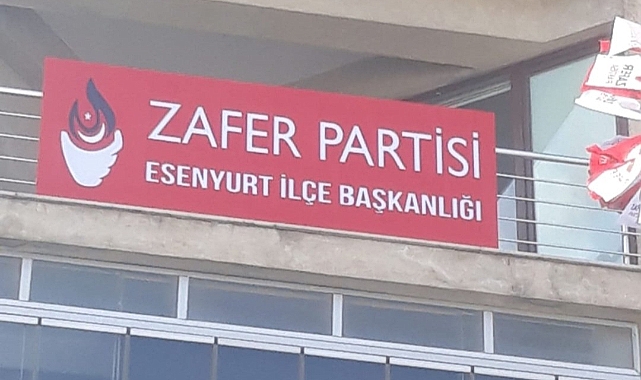 ZAFER PARTİSİ
ESENYURT İLÇE BAŞKANLIĞI